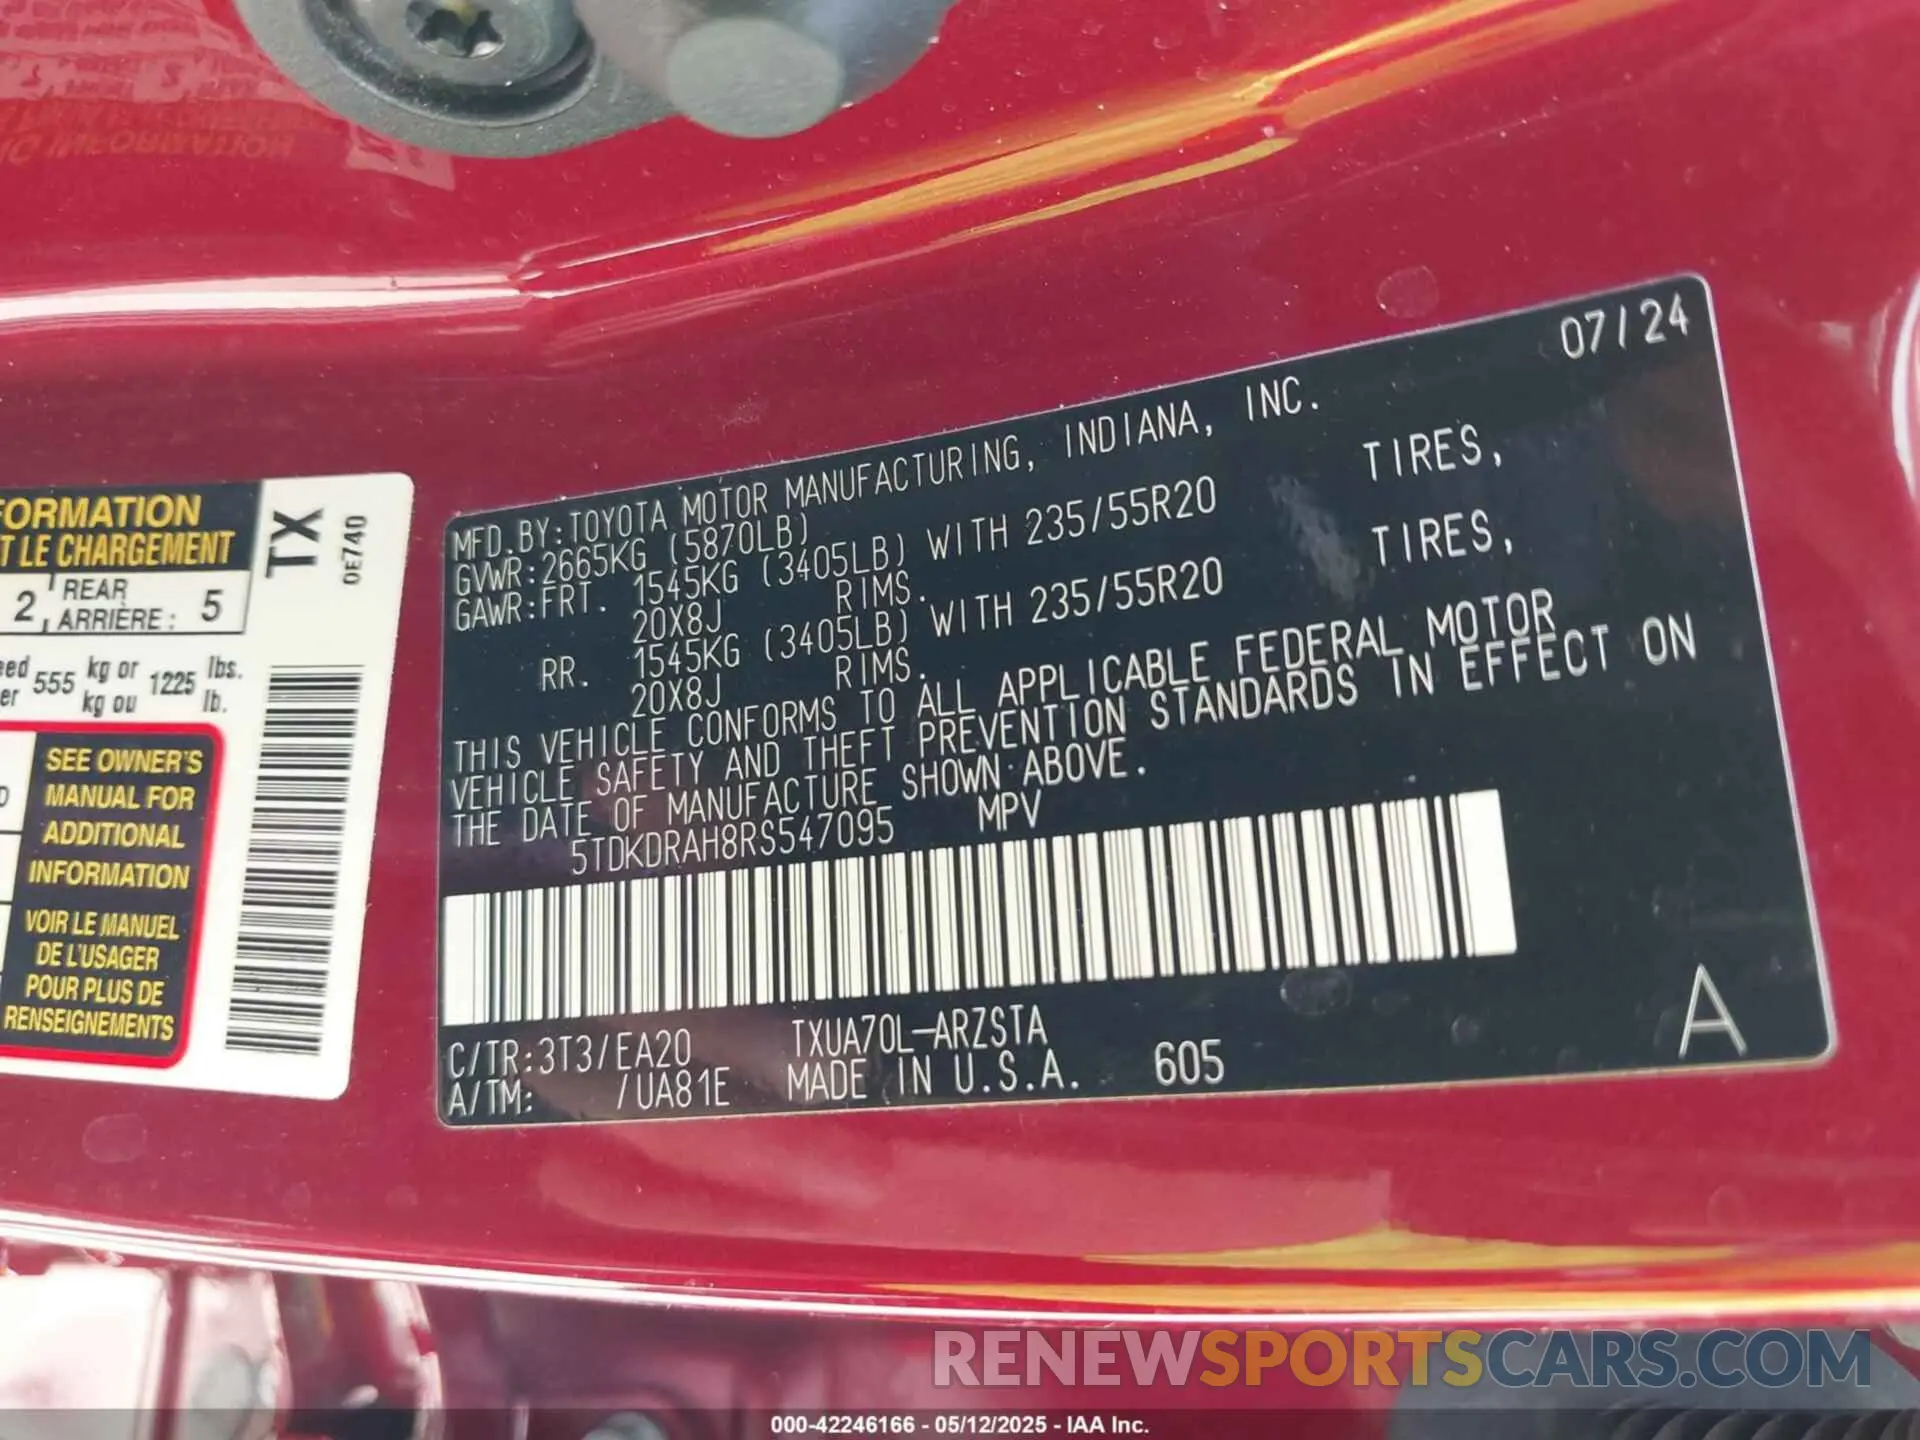 07/24
MFD.BY:TOYOTA MOTOR MANUFACTURING, INDIANA, INC.
GVWR:2665KG (5870LB)
GAWR:FRT. 1545KG (3405LB) WITH 235/55R20 TIRES,
20X8J RIMS.
RR. 1545KG (3405LB) WITH 235/55R20 TIRES,
20X8J RIMS.
THIS VEHICLE CONFORMS TO ALL APPLICABLE FEDERAL MOTOR
VEHICLE SAFETY AND THEFT PREVENTION STANDARDS IN EFFECT ON
THE DATE OF MANUFACTURE SHOWN ABOVE.
5TDKDRAH8RS547095 MPV
C/TR:3T3/EA20 TXUA70L-ARZSTA
A/TM: /UA81E MADE IN U.S.A. 605
A
FORMATION
T LE CHARGEMENT
2 REAR
ARRIÈRE : 5
TX
0E740
555 kg or 1225 lbs.
kg ou lb.
SEE OWNER'S
MANUAL FOR
ADDITIONAL
INFORMATION
VOIR LE MANUEL
DE L'USAGER
POUR PLUS DE
RENSEIGNEMENTS
RENEWSPORTSCARS.COM
000-42246166 - 05/12/2025 - IAA Inc.